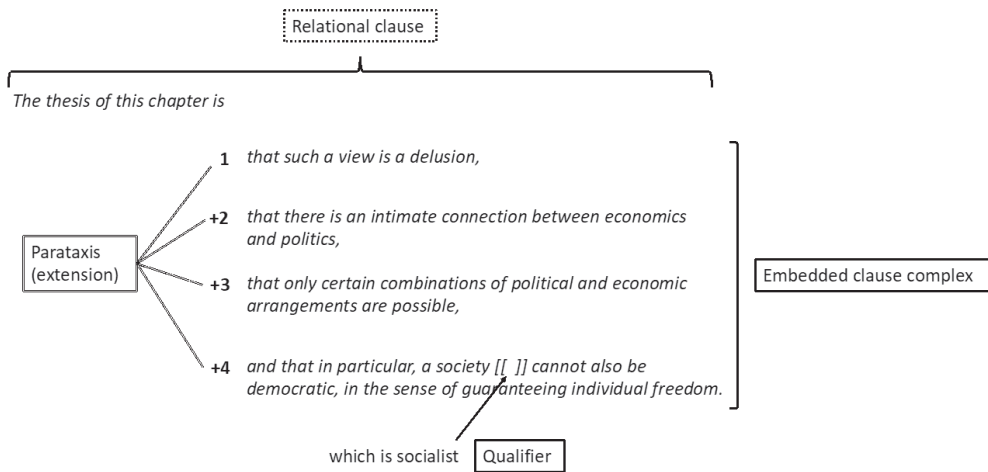 Relational clause
The thesis of this chapter is
1 that such a view is a delusion,
+2 that there is an intimate connection between economics
and politics,
Parataxis
(extension)
+3 that only certain combinations of political and economic
arrangements are possible,
Embedded clause complex
+4 and that in particular, a society [[ ]] cannot also be
democratic, in the sense of guaranteeing individual freedom.
which is socialist Qualifier